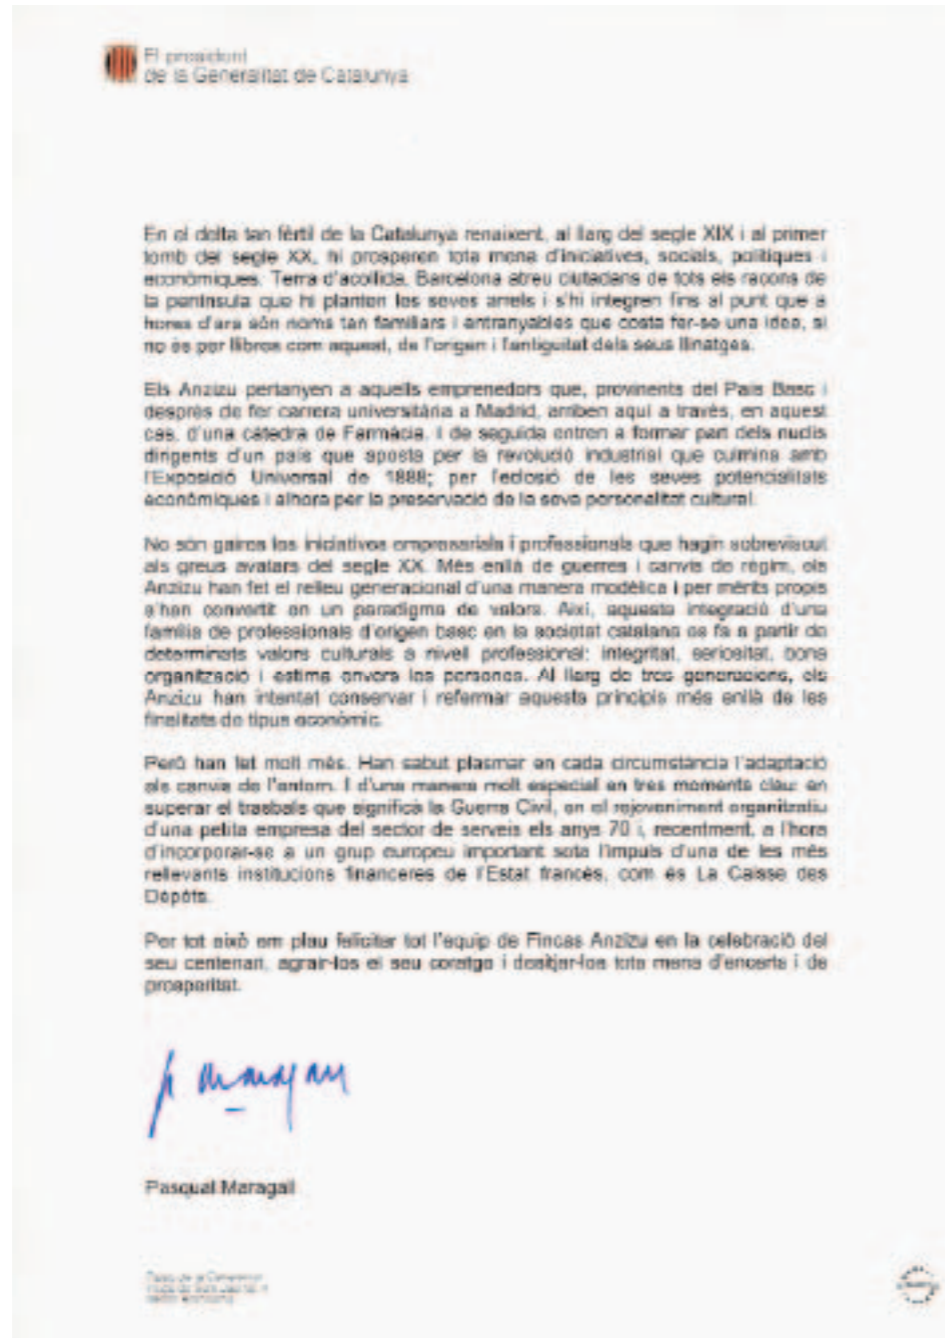 El president
de la Generalitat de Catalunya
En el delta tan fèrtil de la Catalunya renaixent, al llarg del segle XIX i al primer
tomb del segle XX, hi prosperen tota mena d'iniciatives, socials, polítiques i
econòmiques. Terra d'acollida, Barcelona atreu ciutadans de tots els racons de
la península que hi planten les seves arrels i s'hi integren fins al punt que a
hores d'ara són noms tan familiars i entranyables que costa fer-se una idea, si
no és per llibres com aquest, de l'origen i l'antiguitat dels seus llinatges.
Els Anzizu pertanyen a aquells emprenedors que, provinents del País Basc i
després de fer carrera universitària a Madrid, arriben aquí a través, en aquest
cas, d'una càtedra de Farmàcia. I de seguida entren a formar part dels nuclis
dirigents d'un país que aposta per la revolució industrial que culmina amb
l'Exposició Universal de 1888; per l'eclosió de les seves potencialitats
econòmiques i alhora per la preservació de la seva personalitat cultural.
No són gaires les iniciatives empresarials i professionals que hagin sobreviscut
als greus avatars del segle XX. Més enllà de guerres i canvis de règim, els
Anzizu han fet el relleu generacional d'una manera modèlica i per mèrits propis
s'han convertit en un paradigma de valors. Així, aquesta integració d'una
família de professionals d'origen basc en la societat catalana es fa a partir de
determinats valors culturals a nivell professional: integritat, seriositat, bona
organització i estima envers les persones. Al llarg de tres generacions, els
Anzizu han intentat conservar i refermar aquests principis més enllà de les
finalitats de tipus econòmic.
Però han fet molt més. Han sabut plasmar en cada circumstància l'adaptació
als canvis de l'entorn. I d'una manera molt especial en tres moments clau: en
superar el trasbals que significà la Guerra Civil, en el rejoveniment organitzatiu
d'una petita empresa del sector de serveis els anys 70 i, recentment, a l'hora
d'incorporar-se a un grup europeu important sota l'impuls d'una de les més
rellevants institucions financeres de l'Estat francès, com és La Caisse des
Dépôts.
Per tot això em plau felicitar tot l'equip de Fincas Anzizu en la celebració del
seu centenari, agrair-los el seu coratge i desitjar-los tota mena d'encerts i de
prosperitat.
P. Maragall
Pasqual Maragall